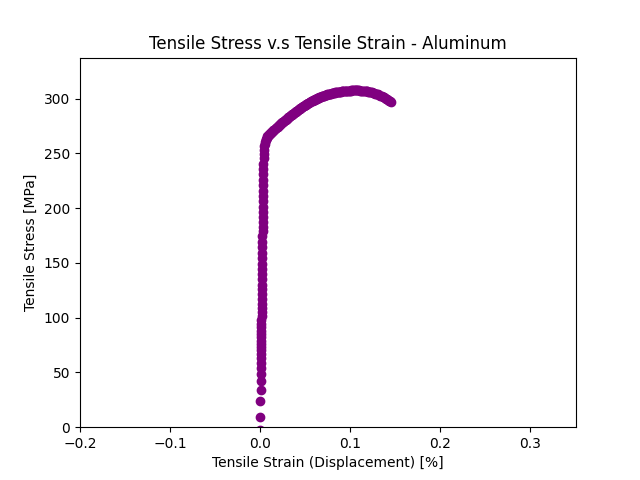 Tensile Stress v.s Tensile Strain - Aluminum
300
250
200
150
100
50
0
Tensile Stress [MPa]
−0.2 −0.1 0.0 0.1 0.2 0.3
Tensile Strain (Displacement) [%]